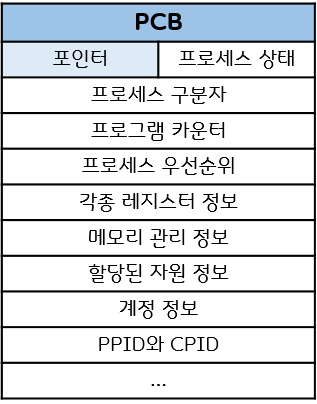 PCB
포인터 프로세스 상태
프로세스 구분자
프로그램 카운터
프로세스 우선순위
각종 레지스터 정보
메모리 관리 정보
할당된 자원 정보
계정 정보
PPID와 CPID
...